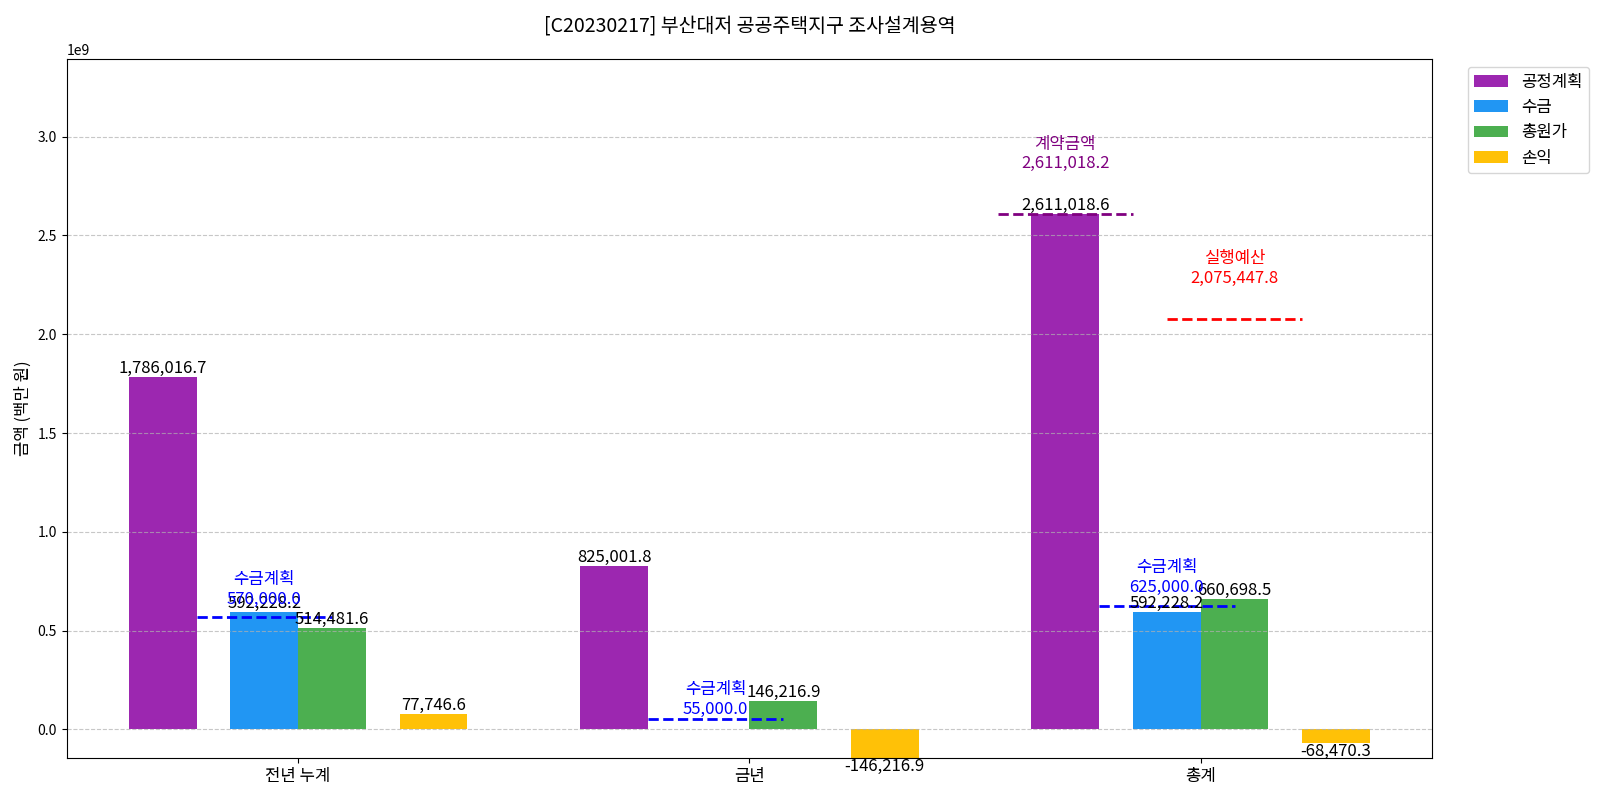 [C20230217] 부산대저 공공주택지구 조사설계용역
1e9
공정계획
수금
총원가
손익
금액 (백만 원)
3.0
2.5
2.0
1.5
1.0
0.5
0.0
계약금액
2,611,018.2
2,611,018.6
실행예산
2,075,447.8
1,786,016.7
825,001.8
수금계획
570,000.0
592,228.2
514,481.6
77,746.6
수금계획
55,000.0
146,216.9
-146,216.9
수금계획
625,000.0
592,228.2
660,698.5
-68,470.3
전년 누계
금년
총계